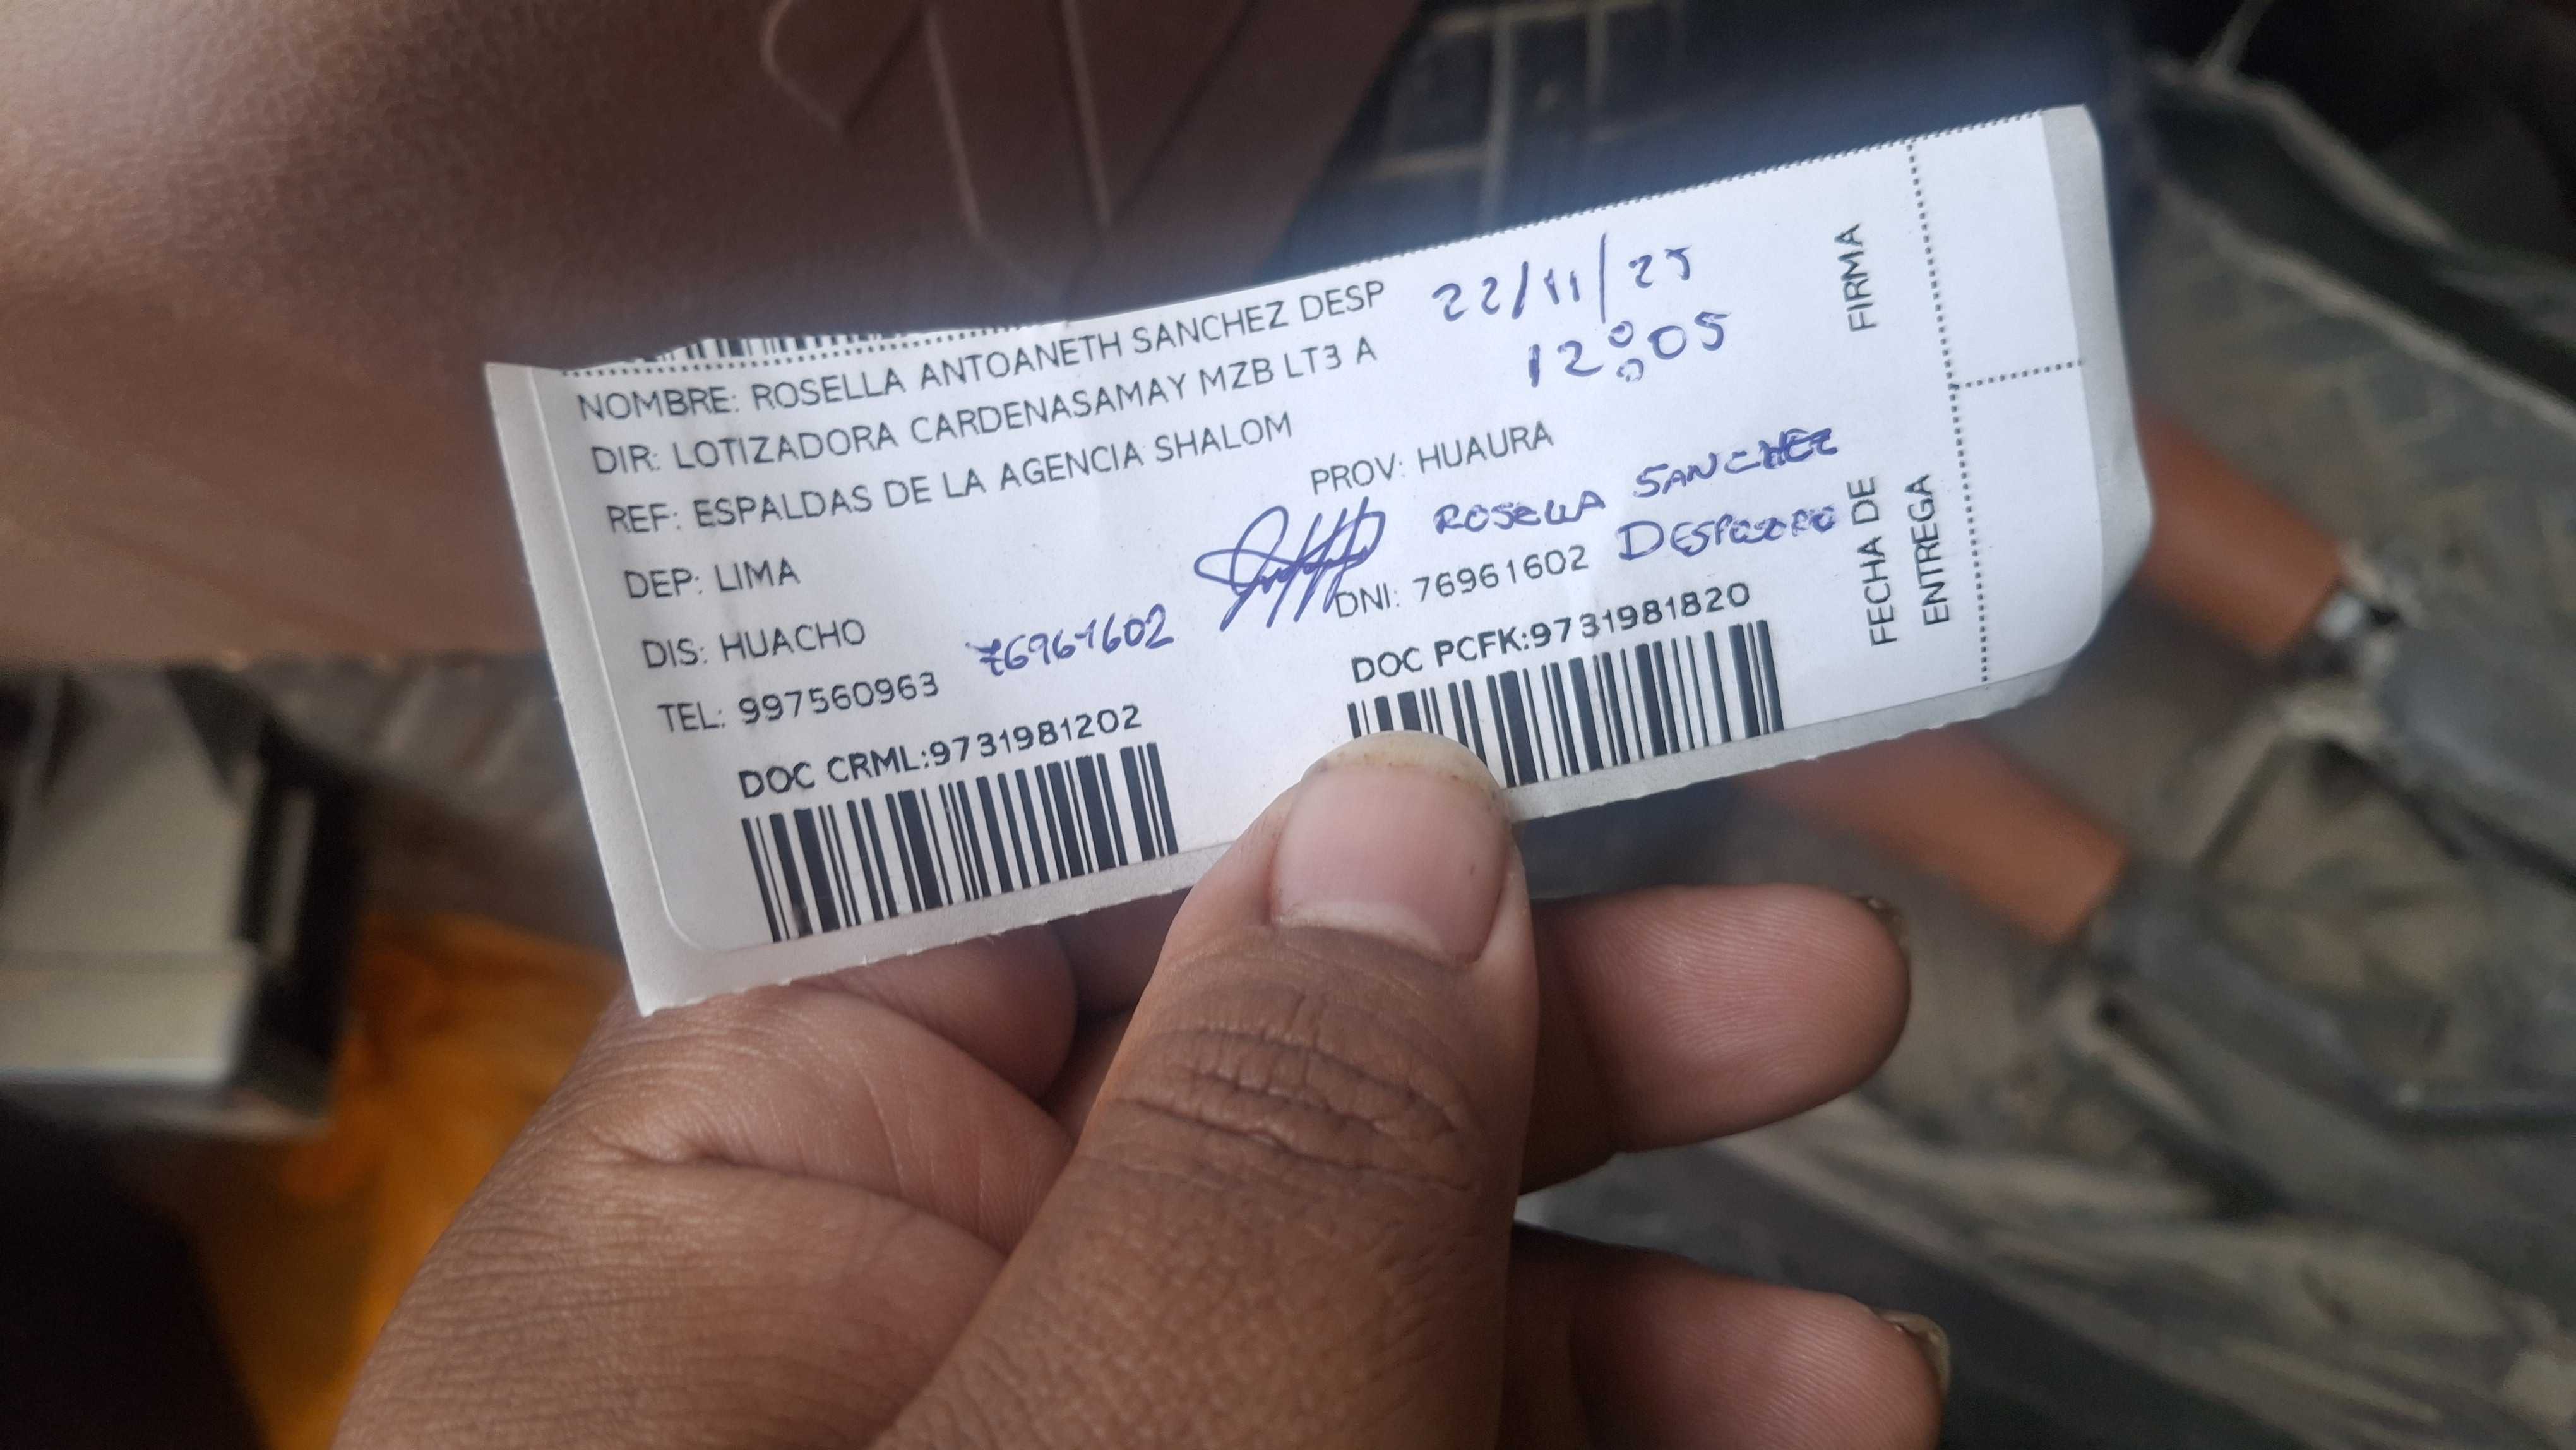 NOMBRE: ROSELLA ANTOANETH SANCHEZ DESP
22/11/25
DIR: LOTIZADORA CARDENASAMAY MZB LT3 A
12:05
REF: ESPALDAS DE LA AGENCIA SHALOM
DEP: LIMA
PROV: HUAURA
ROSELLA SANCHEZ
DIS: HUACHO
76961602
DNI: 76961602
TEL: 997560963
DOC CRML:9731981202
DOC PCFK:9731981820
FIRMA
FECHA DE
ENTREGA